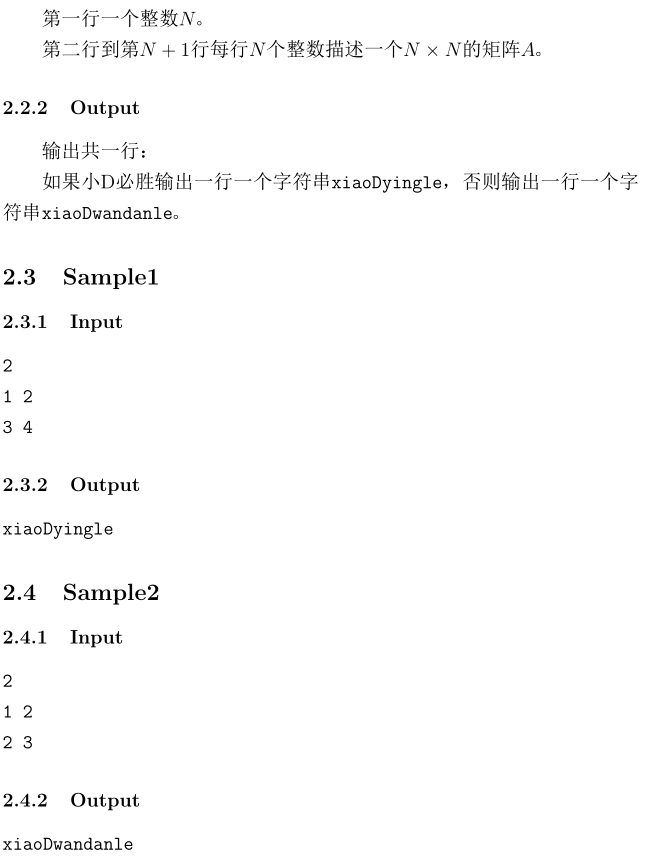 第一行一个整数N。
第二行到第N + 1行每行N个整数描述一个N × N的矩阵A。
2.2.2 Output
输出共一行：
如果小D必胜输出一行一个字符串xiaoDyingle，否则输出一行一个字
符串xiaoDwandanle。
2.3 Sample1
2.3.1 Input
2
1 2
3 4
2.3.2 Output
xiaoDyingle
2.4 Sample2
2.4.1 Input
2
1 2
2 3
2.4.2 Output
xiaoDwandanle